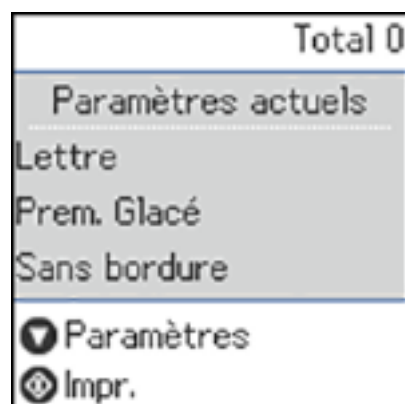 Total 0
Paramètres actuels
Lettre
Prem. Glacé
Sans bordure
Paramètres
Impr.